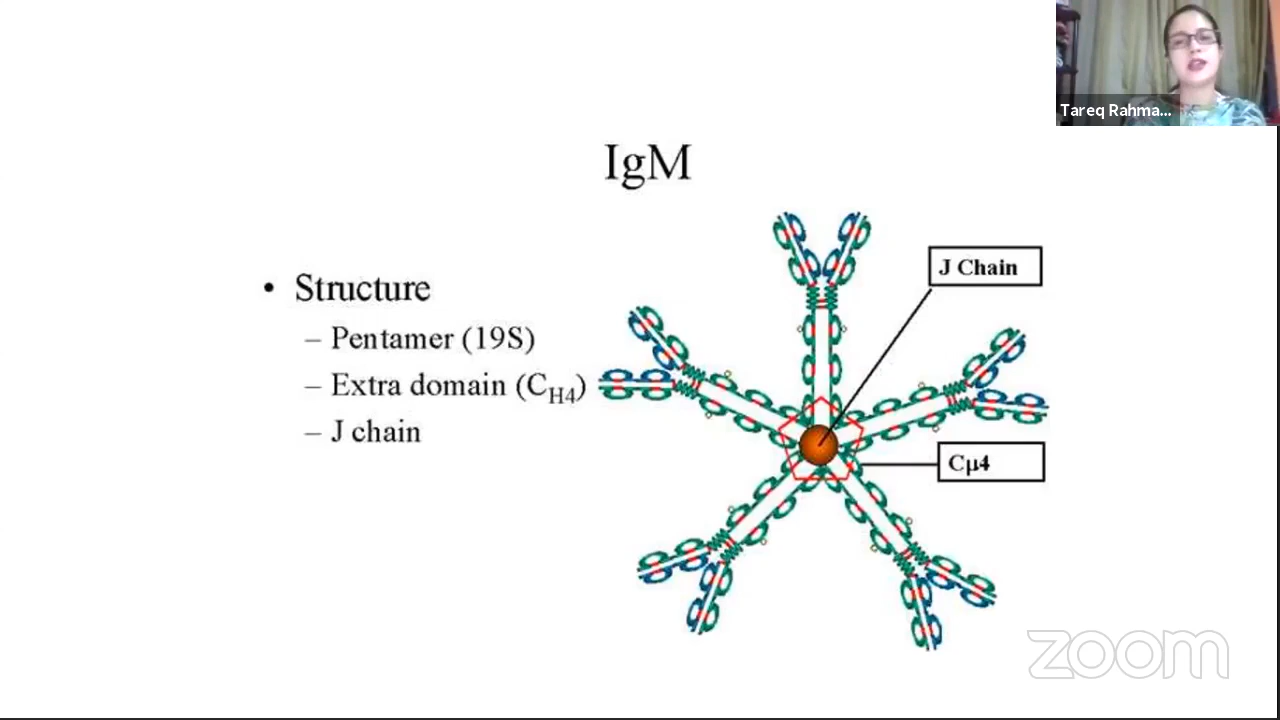 Tareq Rahma...
IgM
• Structure
– Pentamer (19S)
– Extra domain (CH4)
– J chain
J Chain
Cμ4
zoom